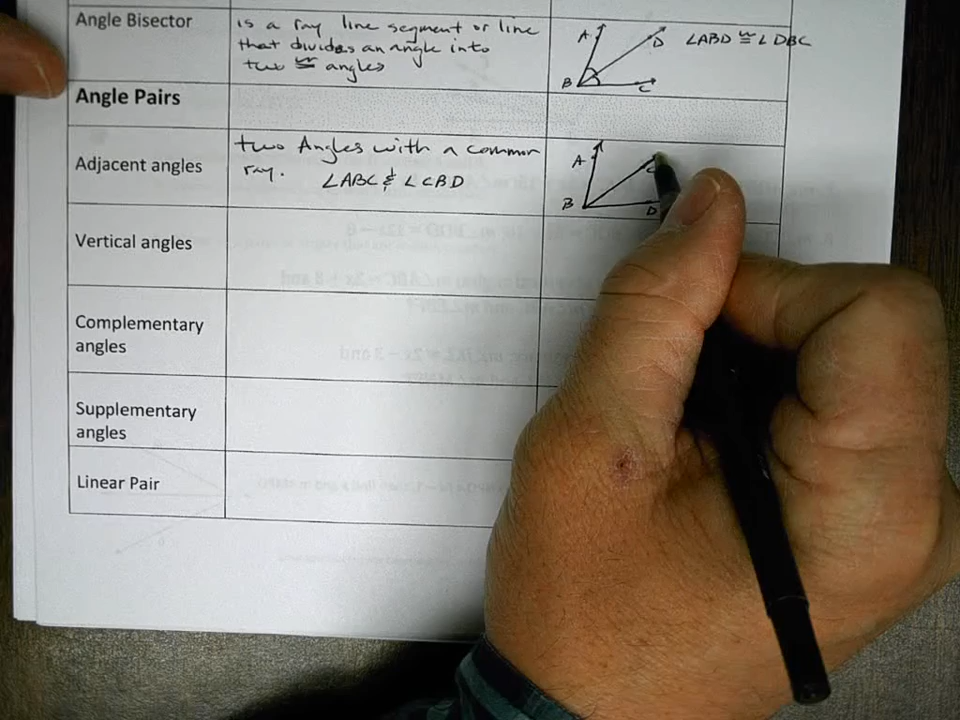 Angle Bisector
is a ray line segment or line
that divides an angle into
two ≅ angles
A
D
B
C
∠ABD ≅ ∠DBC
Angle Pairs
Adjacent angles
two Angles with a common
ray. ∠ABC & ∠CBD
A
C
B
D
Vertical angles
Complementary
angles
Supplementary
angles
Linear Pair